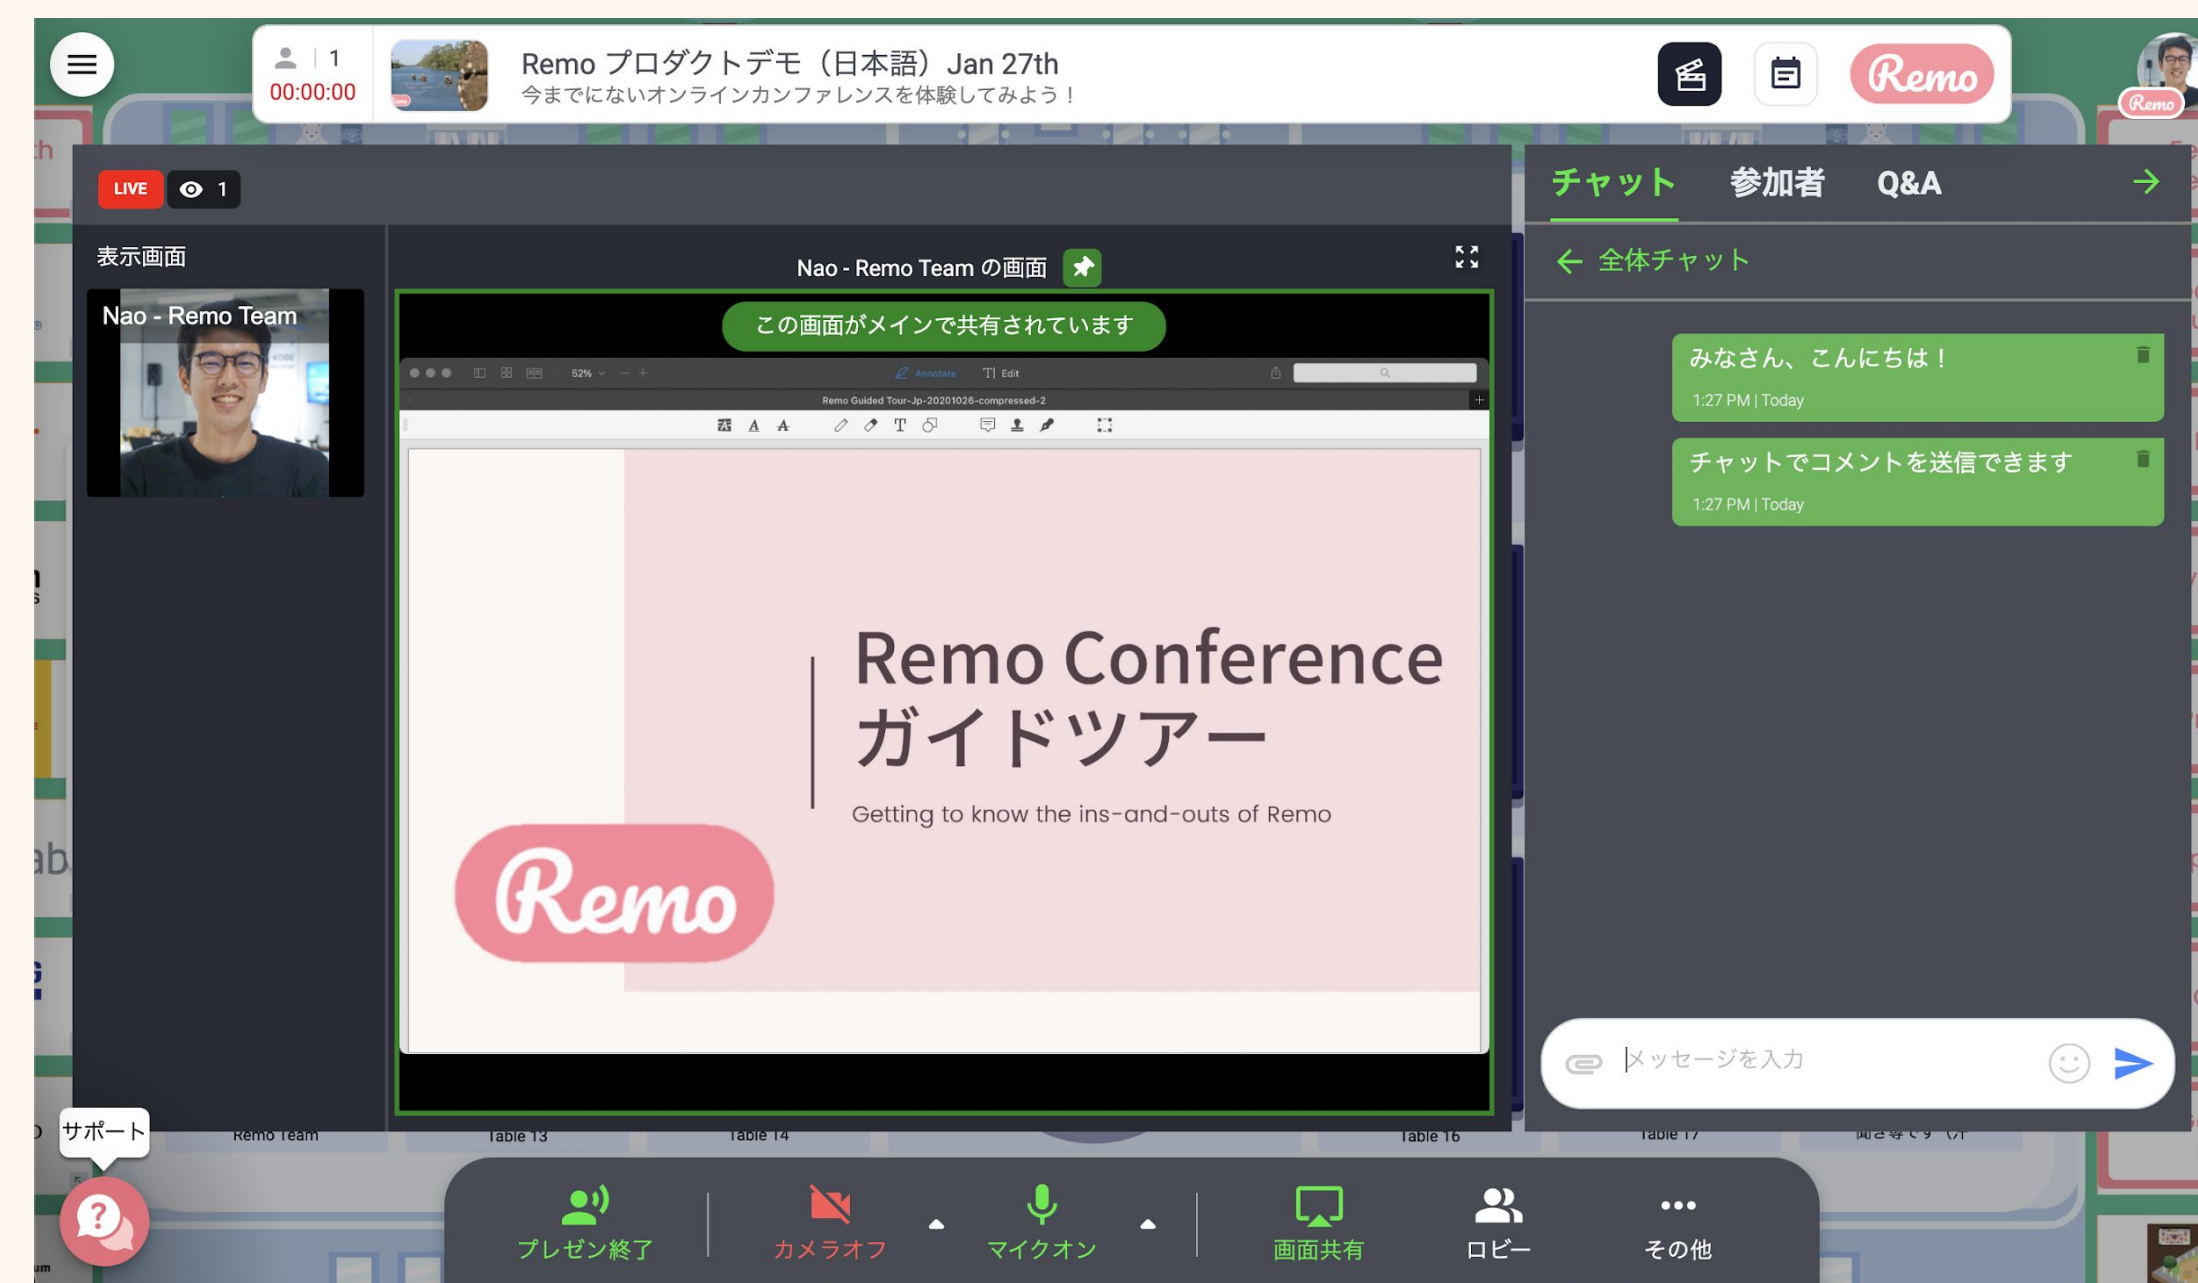 1
00:00:00
Remo プロダクトデモ（日本語）Jan 27th
今までにないオンラインカンファレンスを体験してみよう！
Remo
Remo
LIVE
1
表示画面
Nao - Remo Team
Nao - Remo Team の画面
この画面がメインで共有されています
52%
Annotate
Edit
Remo Guided Tour-Jp-20201026-compressed-2
Remo Conference
ガイドツアー
Getting to know the ins-and-outs of Remo
Remo
チャット 参加者 Q&A
全体チャット
みなさん、こんにちは！
1:27 PM | Today
チャットでコメントを送信できます
1:27 PM | Today
メッセージを入力
サポート
Remo Team
Table 13
Table 14
Table 16
Table 17
プレゼン終了
カメラオフ
マイクオン
画面共有
ロビー
その他